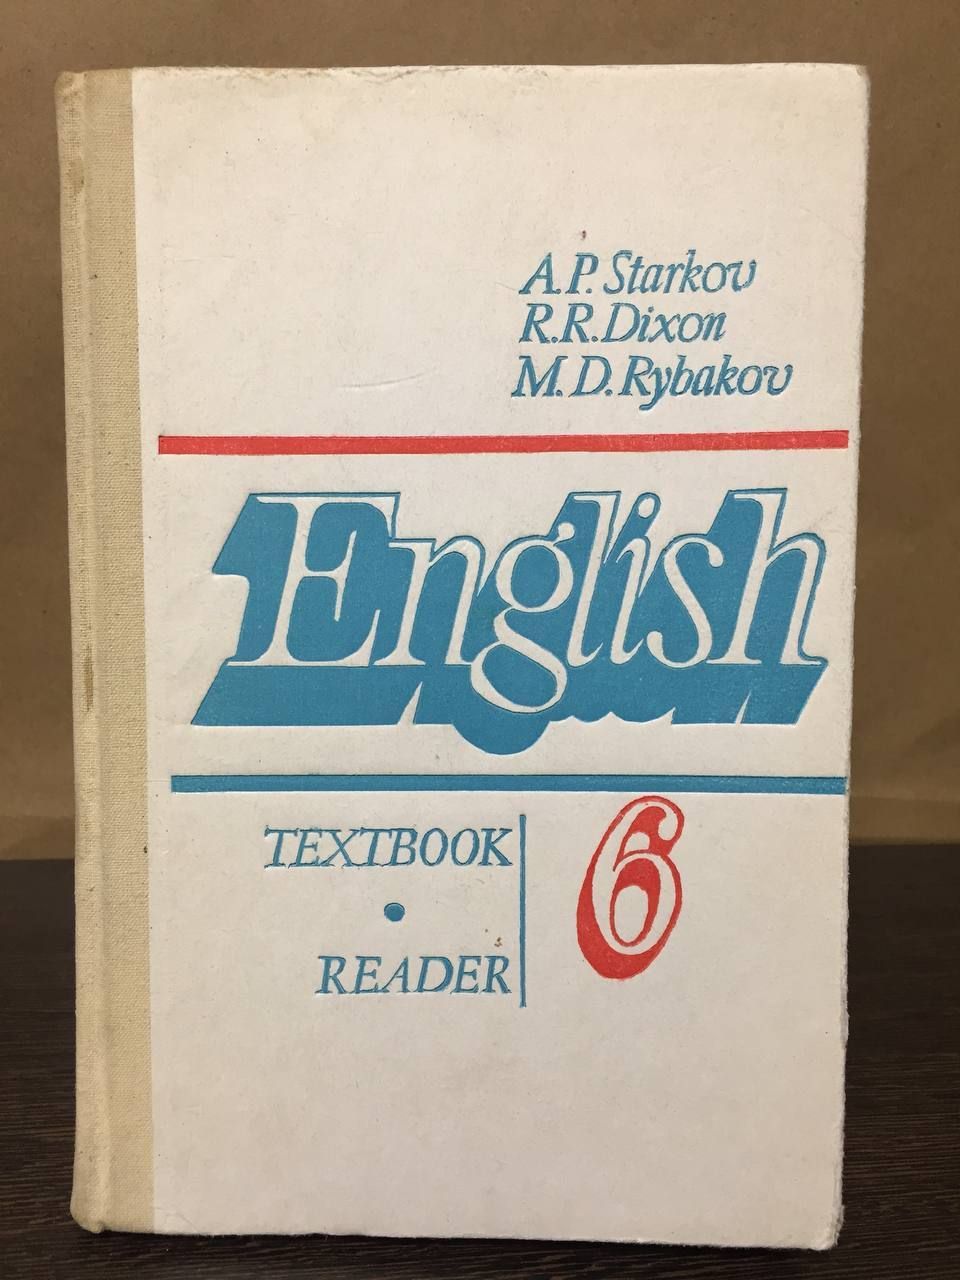 A. P. Starkov
R. R. Dixon
M. D. Rybakov
English
TEXTBOOK
•
READER
6